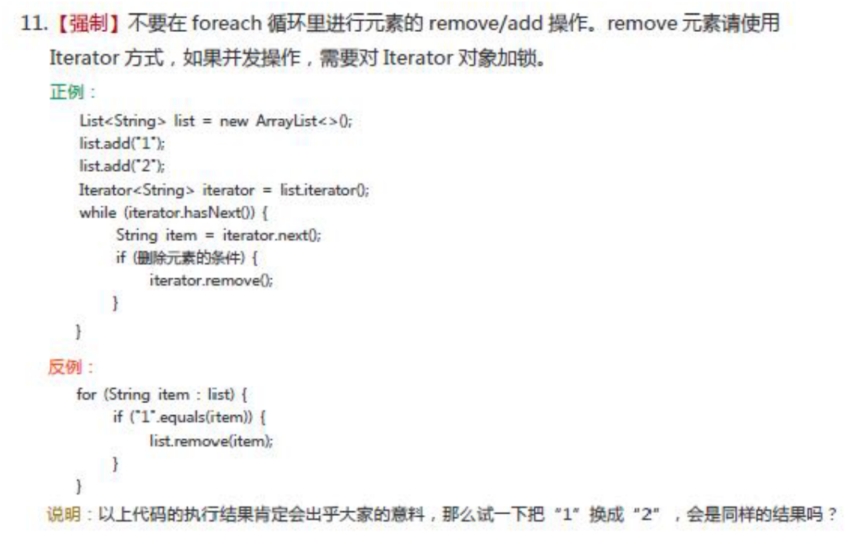 11.【强制】不要在 foreach 循环里进行元素的 remove/add 操作。remove 元素请使用
Iterator 方式，如果并发操作，需要对 Iterator 对象加锁。
正例：
List<String> list = new ArrayList<>();
list.add("1");
list.add("2");
Iterator<String> iterator = list.iterator();
while (iterator.hasNext()) {
String item = iterator.next();
if (删除元素的条件) {
iterator.remove();
}
}
反例：
for (String item : list) {
if ("1".equals(item)) {
list.remove(item);
}
}
说明：以上代码的执行结果肯定会出乎大家的意料，那么试一下把“1”换成“2”，会是同样的结果吗？